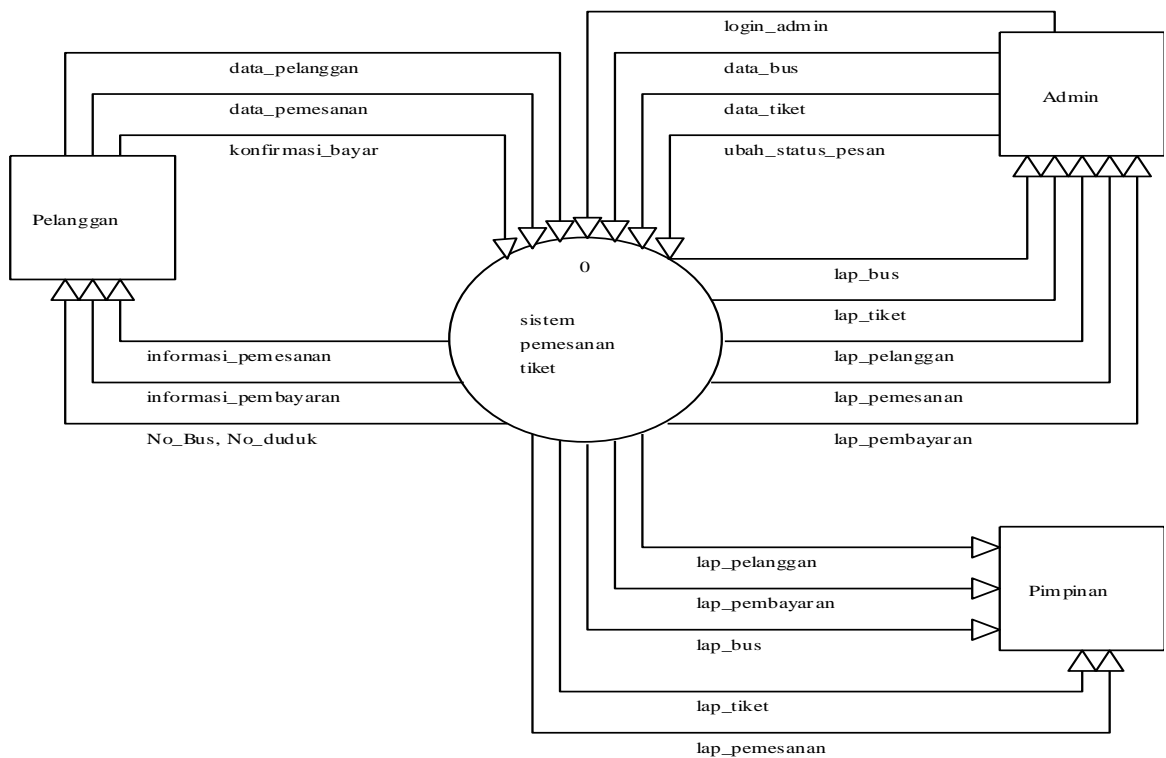 login_admin
data_pelanggan
data_bus
Admin
data_pemesanan
data_tiket
konfirmasi_bayar
ubah_status_pesan
Pelanggan
0
lap_bus
sistem
pemesanan
tiket
lap_tiket
informasi_pemesanan
lap_pelanggan
informasi_pembayaran
lap_pemesanan
No_Bus, No_duduk
lap_pembayaran
lap_pelanggan
Pimpinan
lap_pembayaran
lap_bus
lap_tiket
lap_pemesanan